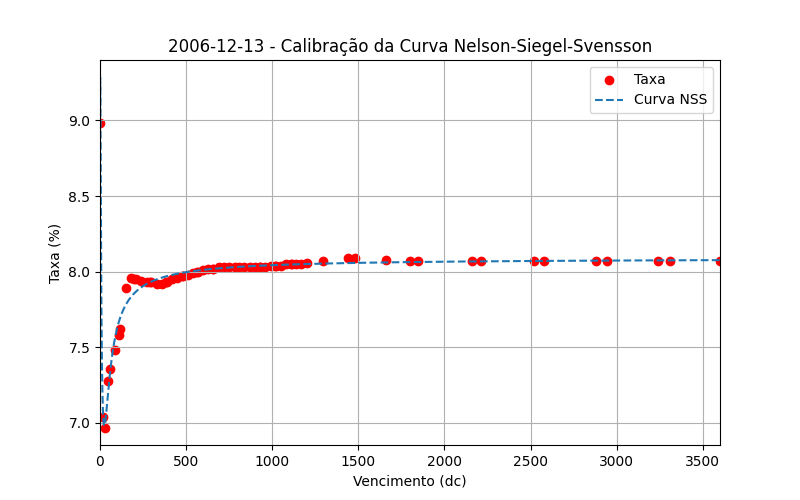 2006-12-13 - Calibração da Curva Nelson-Siegel-Svensson
Taxa
Curva NSS
Taxa (%)
9.0
8.5
8.0
7.5
7.0
0 500 1000 1500 2000 2500 3000 3500
Vencimento (dc)